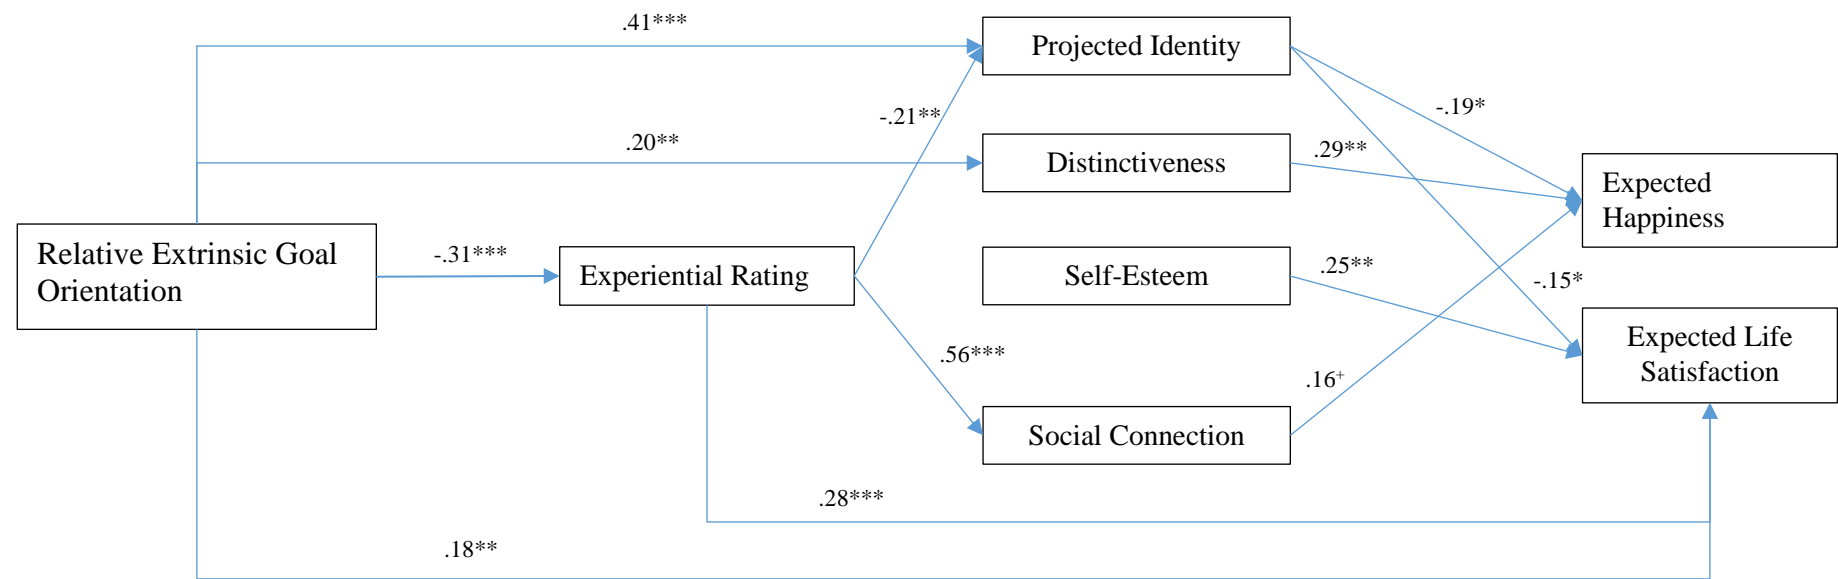 .41***
Projected Identity
-.21**
-.19*
.20**
Distinctiveness
.29**
Expected
Happiness
Relative Extrinsic Goal
Orientation
-.31***
Experiential Rating
Self-Esteem
.25**
-.15*
Expected Life
Satisfaction
.56***
.16+
Social Connection
.28***
.18**